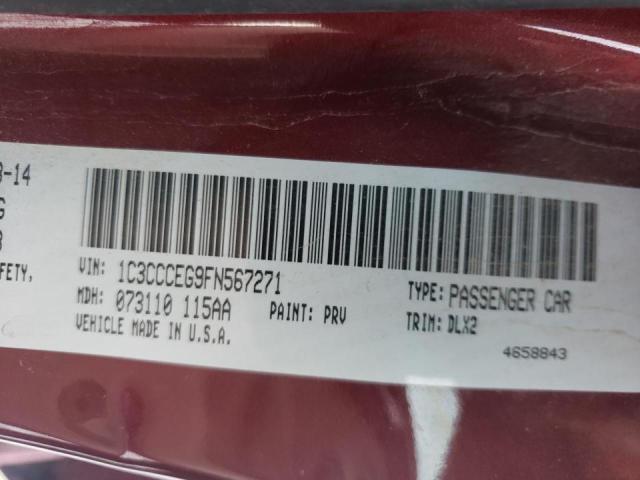 3-14
G
FETY,
VIN: 1C3CCCEG9FN567271
MDH: 073110 115AA
PAINT: PRV
VEHICLE MADE IN U.S.A.
TYPE: PASSENGER CAR
TRIM: DLX2
4658843